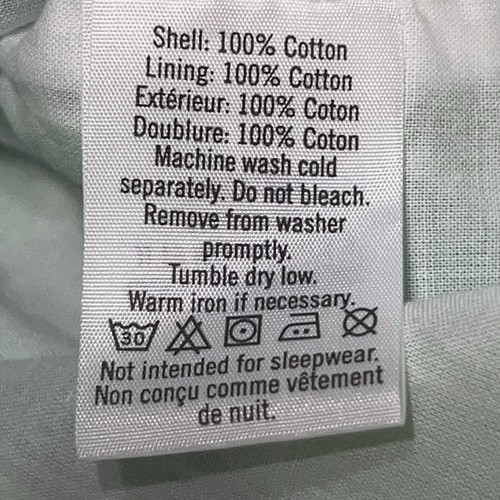 Shell: 100% Cotton
Lining: 100% Cotton
Extérieur: 100% Coton
Doublure: 100% Coton
Machine wash cold
separately. Do not bleach.
Remove from washer
promptly.
Tumble dry low.
Warm iron if necessary.
30
Not intended for sleepwear.
Non conçu comme vêtement
de nuit.